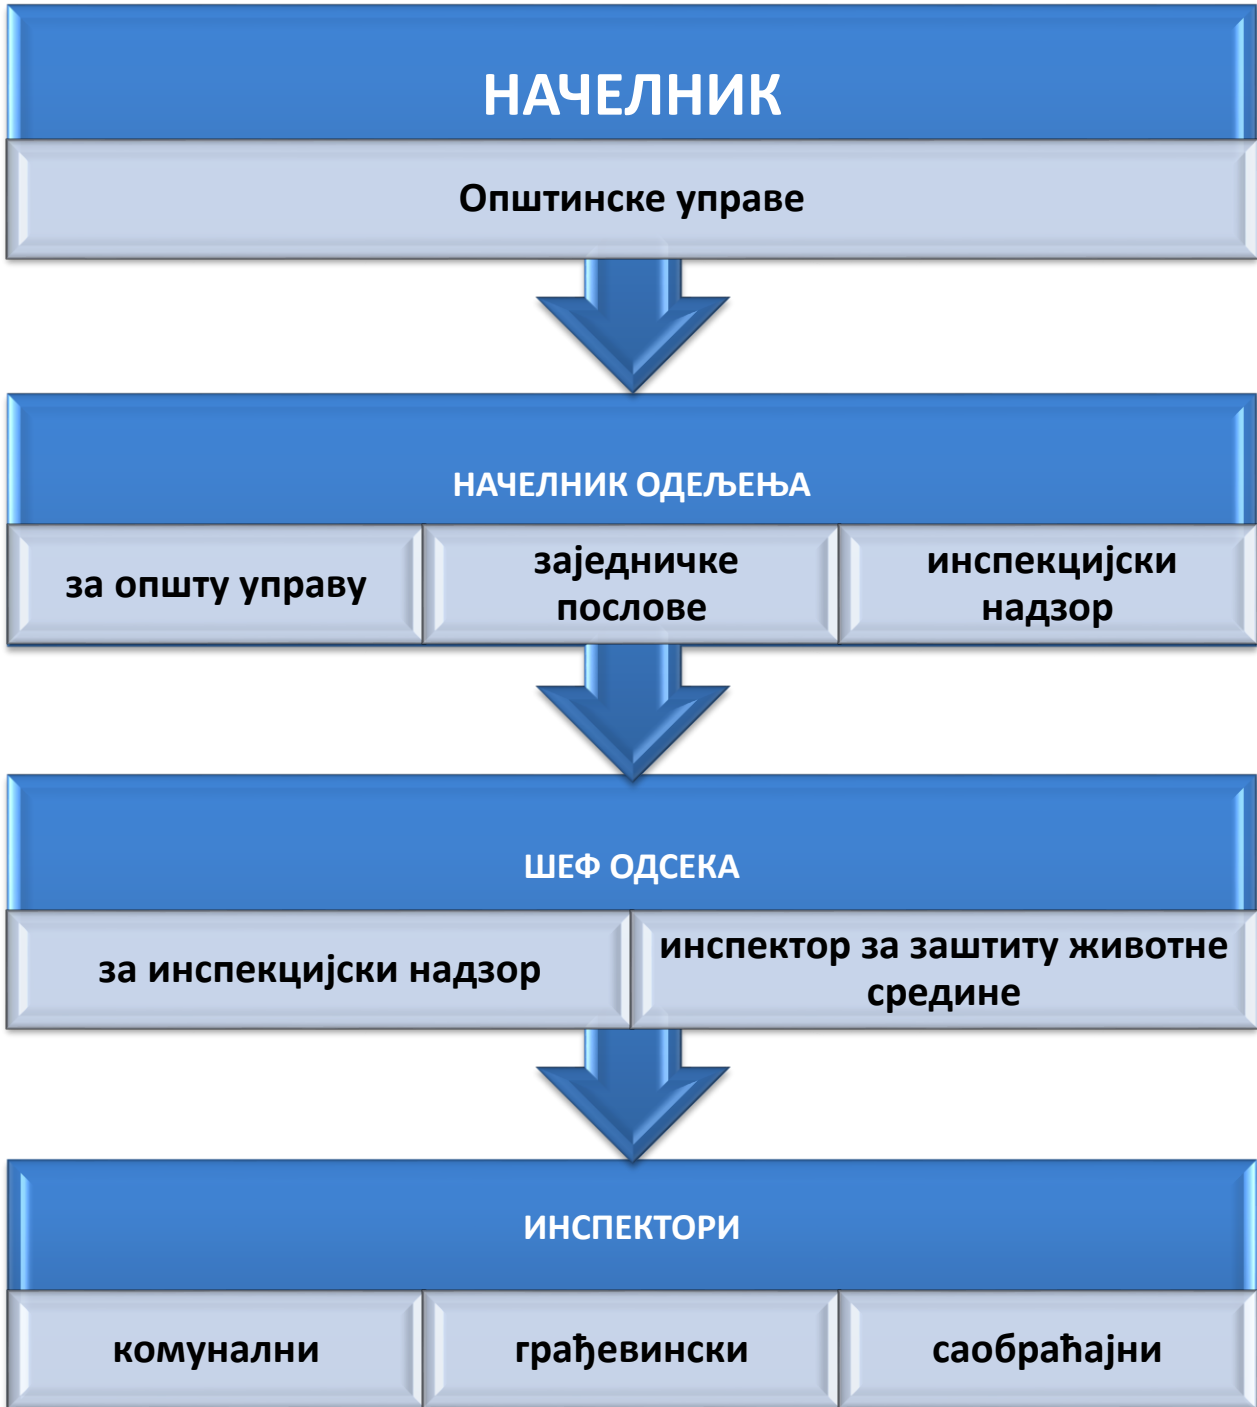 НАЧЕЛНИК
Општинске управе
НАЧЕЛНИК ОДЕЉЕЊА
за општу управу
заједничке
послове
инспекцијски
надзор
ШЕФ ОДСЕКА
за инспекцијски надзор
инспектор за заштиту животне
средине
ИНСПЕКТОРИ
комунални
грађевински
саобраћајни